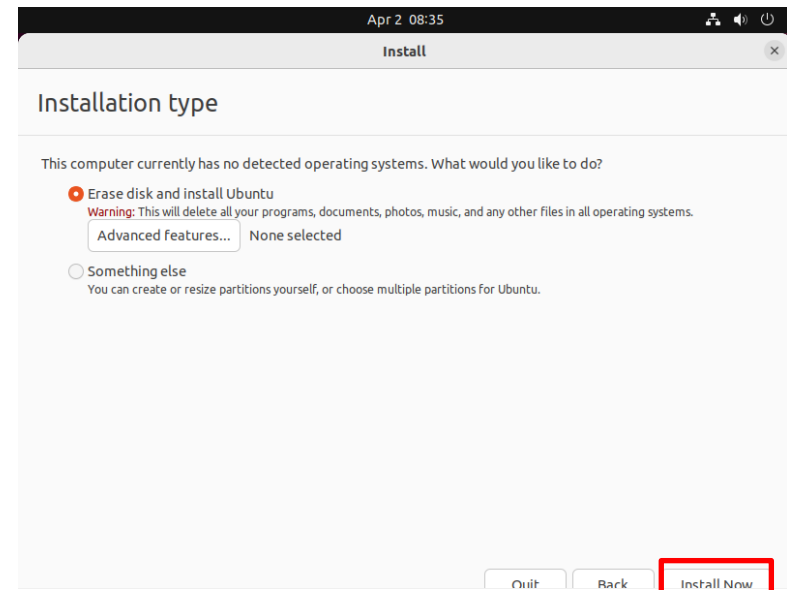 Apr 2 08:35
Install
Installation type
This computer currently has no detected operating systems. What would you like to do?
Erase disk and install Ubuntu
Warning: This will delete all your programs, documents, photos, music, and any other files in all operating systems.
Advanced features... None selected
Something else
You can create or resize partitions yourself, or choose multiple partitions for Ubuntu.
Quit Back Install Now